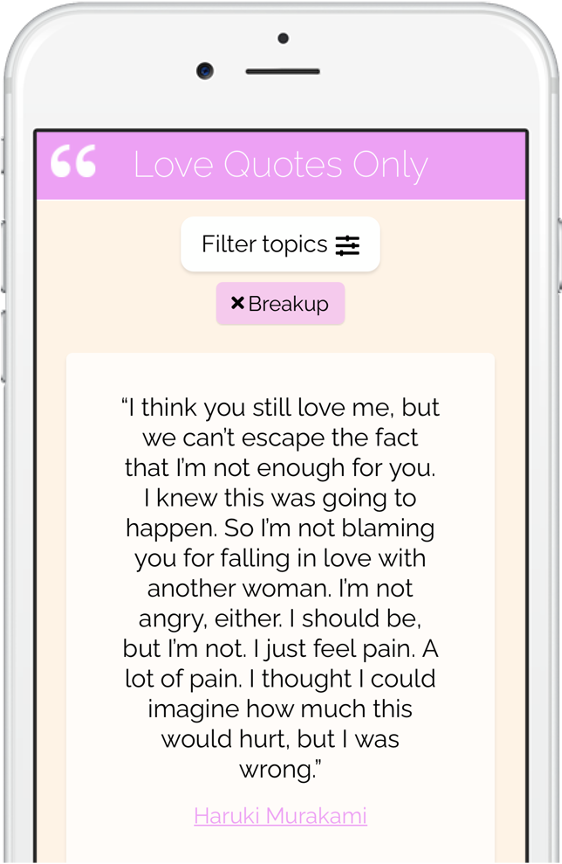 Love Quotes Only
Filter topics
Breakup
“I think you still love me, but
we can’t escape the fact
that I’m not enough for you.
I knew this was going to
happen. So I’m not blaming
you for falling in love with
another woman. I’m not
angry, either. I should be,
but I’m not. I just feel pain. A
lot of pain. I thought I could
imagine how much this
would hurt, but I was
wrong.”
Haruki Murakami